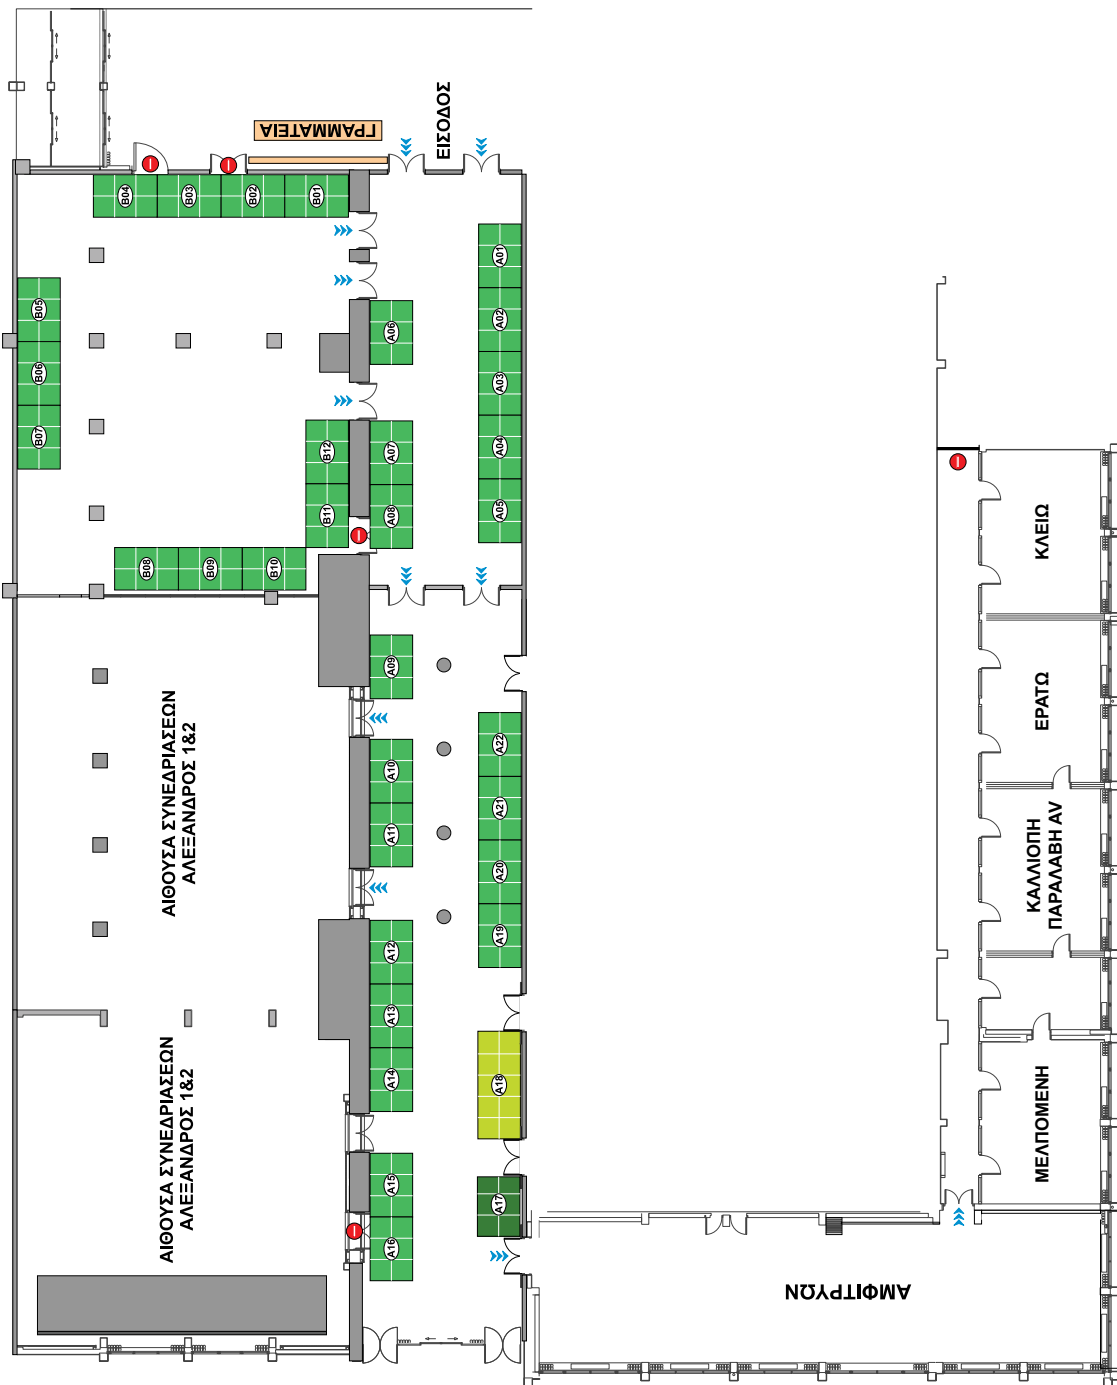 ΓΡΑΜΜΑΤΕΙΑ
ΕΙΣΟΔΟΣ
B04
B03
B02
B01
A01
A02
A03
A04
A05
A06
A07
A08
B05
B06
B07
B12
B11
B08
B09
B10
A09
A10
A11
A12
A13
A14
A15
A16
A22
A21
A20
A19
A18
A17
ΑΙΘΟΥΣΑ ΣΥΝΕΔΡΙΑΣΕΩΝ
ΑΛΕΞΑΝΔΡΟΣ 1&2
ΑΙΘΟΥΣΑ ΣΥΝΕΔΡΙΑΣΕΩΝ
ΑΛΕΞΑΝΔΡΟΣ 1&2
ΚΛΕΙΩ
ΕΡΑΤΩ
ΚΑΛΛΙΟΠΗ
ΠΑΡΑΛΑΒΗ AV
ΜΕΛΠΟΜΕΝΗ
ΑΜΦΙΤΡΥΩΝ